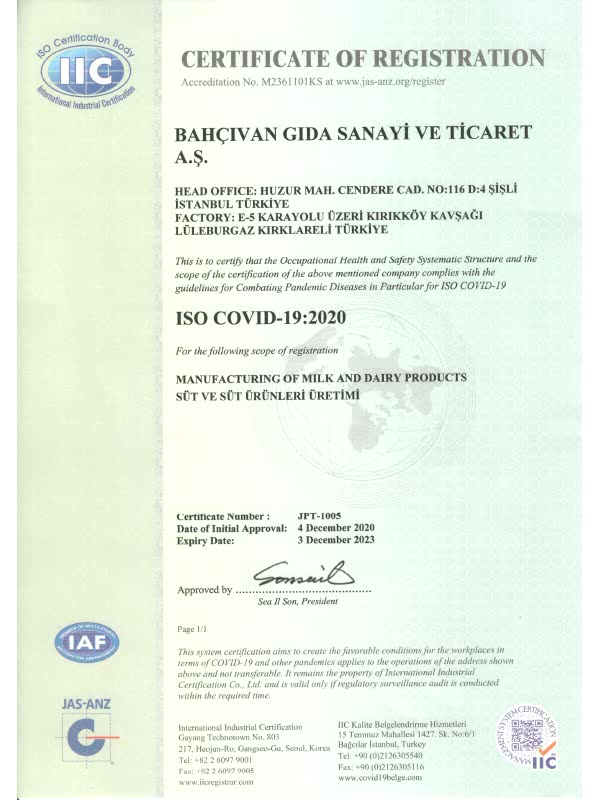 ISO Certification Body
IIC
International Industrial Certification
CERTIFICATE OF REGISTRATION
Accreditation No. M2361101KS at www.jas-anz.org/register
BAHÇIVAN GIDA SANAYİ VE TİCARET
A.Ş.
HEAD OFFICE: HUZUR MAH. CENDERE CAD. NO:116 D:4 ŞİŞLİ
İSTANBUL TÜRKİYE
FACTORY: E-5 KARAYOLU ÜZERİ KIRIKKÖY KAVŞAĞI
LÜLEBURGAZ KIRKLARELİ TÜRKİYE
This is to certify that the Occupational Health and Safety Systematic Structure and the
scope of the certification of the above mentioned company complies with the
guidelines for Combating Pandemic Diseases in Particular for ISO COVID-19
ISO COVID-19:2020
For the following scope of registration
MANUFACTURING OF MILK AND DAIRY PRODUCTS
SÜT VE SÜT ÜRÜNLERİ ÜRETİMİ
Certificate Number : JPT-1005
Date of Initial Approval: 4 December 2020
Expiry Date: 3 December 2023
Approved by
Sea Il Son, President
Page 1/1
IAF
This system certification aims to create the favorable conditions for the workplaces in
terms of COVID-19 and other pandemics applies to the operations of the address shown
above and not transferable. It remains the property of International Industrial
Certification Co., Ltd. and is valid only if regulatory surveillance audit is conducted
within the required time.
JAS-ANZ
International Industrial Certification
Gayang Technotown No. 803
217, Heojun-Ro, Gangseo-Gu, Seoul, Korea
Tel: +82 2 6097 9001
Fax: +82 2 6097 9005
www.iicregistrar.com
IIC Kalite Belgelendirme Hizmetleri
15 Temmuz Mahallesi 1427. Sk. No:6/1
Bağcılar İstanbul, Turkey
Tel: +90 (0)2126305540
Fax: +90 (0)2126305116
www.covid19belge.com
MANAGEMENT SYSTEM CERTIFICATION
IIC